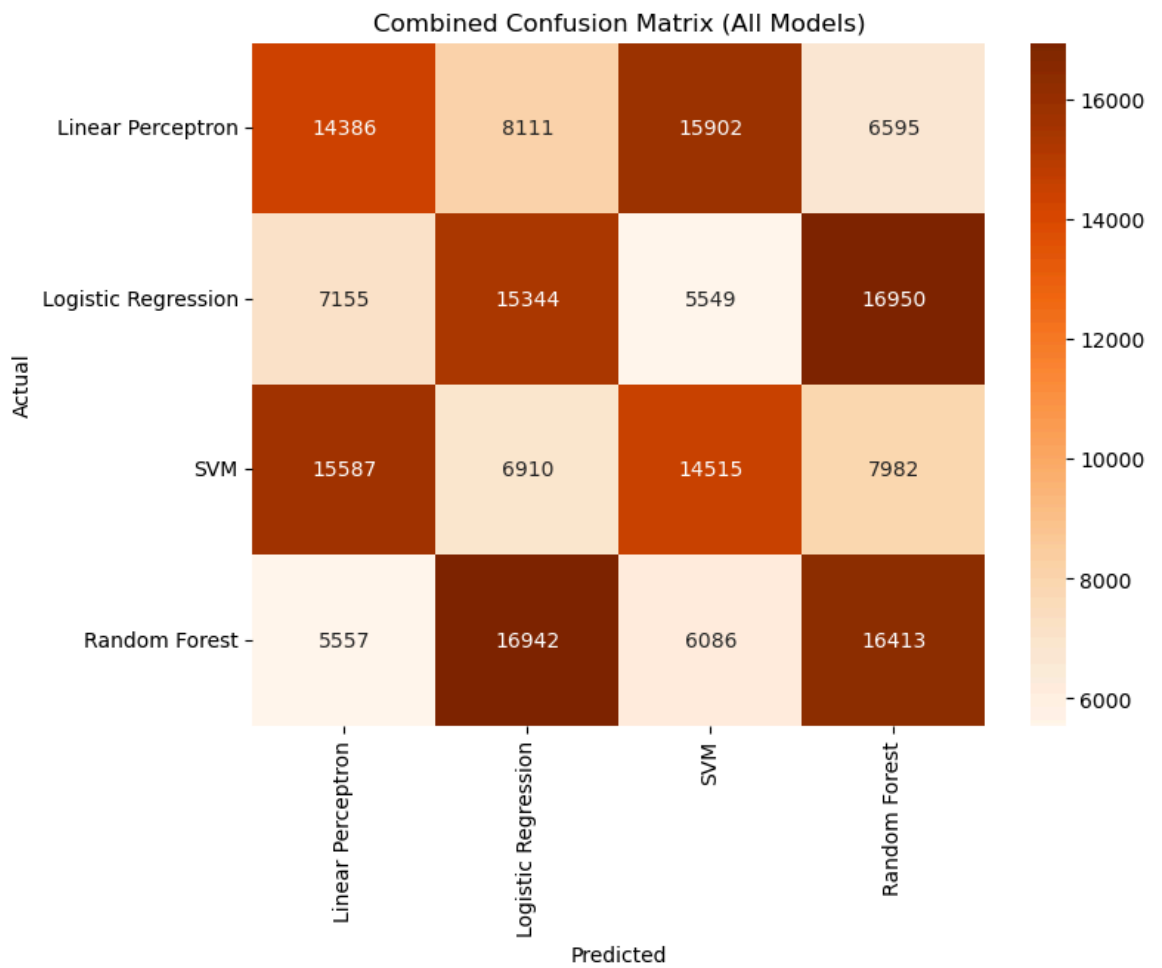 Combined Confusion Matrix (All Models)
Linear Perceptron 14386 8111 15902 6595
Logistic Regression 7155 15344 5549 16950
SVM 15587 6910 14515 7982
Random Forest 5557 16942 6086 16413
Actual
Linear Perceptron
Logistic Regression
SVM
Random Forest
Predicted
16000
14000
12000
10000
8000
6000